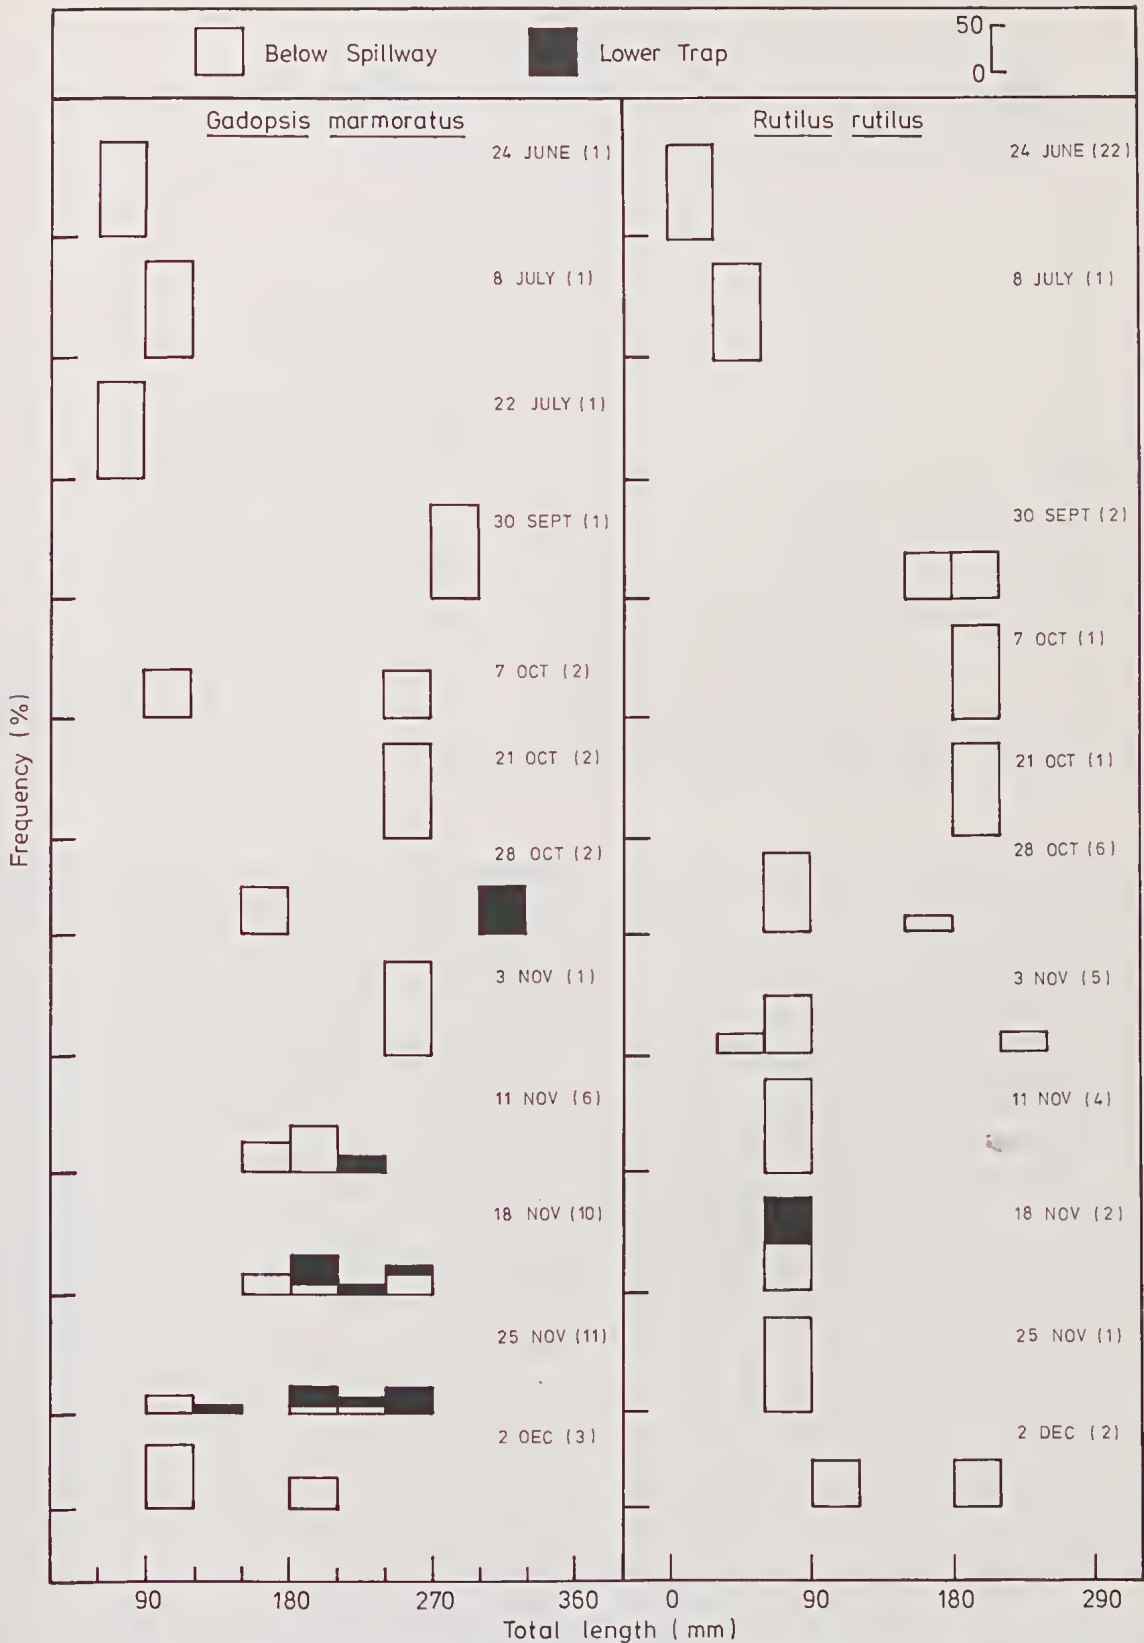 Below Spillway
Lower Trap
50
0
Gadopsis marmoratus
Rutilus rutilus
24 JUNE (1)
24 JUNE (22)
8 JULY (1)
8 JULY (1)
22 JULY (1)
30 SEPT (1)
30 SEPT (2)
7 OCT (2)
7 OCT (1)
21 OCT (2)
21 OCT (1)
28 OCT (2)
28 OCT (6)
3 NOV (1)
3 NOV (5)
11 NOV (6)
11 NOV (4)
18 NOV (10)
18 NOV (2)
25 NOV (11)
25 NOV (1)
2 OEC (3)
2 DEC (2)
Frequency (%)
90 180 270 360 0 90 180 290
Total length (mm)